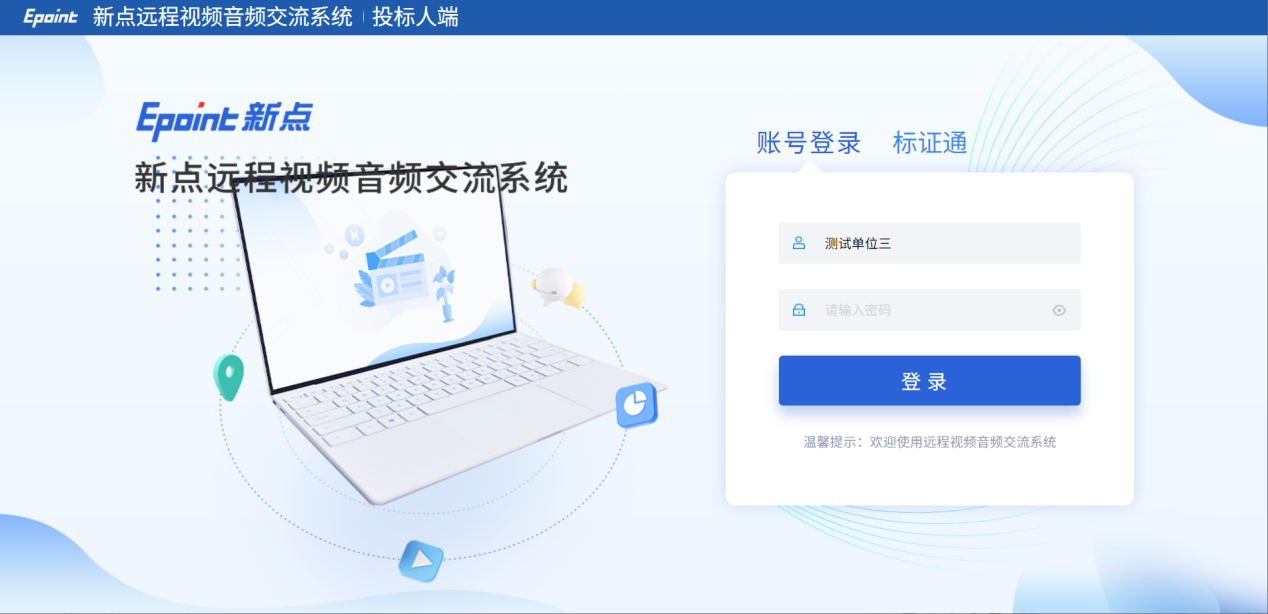 Epoint 新点远程视频音频交流系统 | 投标人端
Epoint 新点
新点远程视频音频交流系统
账号登录 标证通
测试单位三
请输入密码
登 录
温馨提示：欢迎使用远程视频音频交流系统